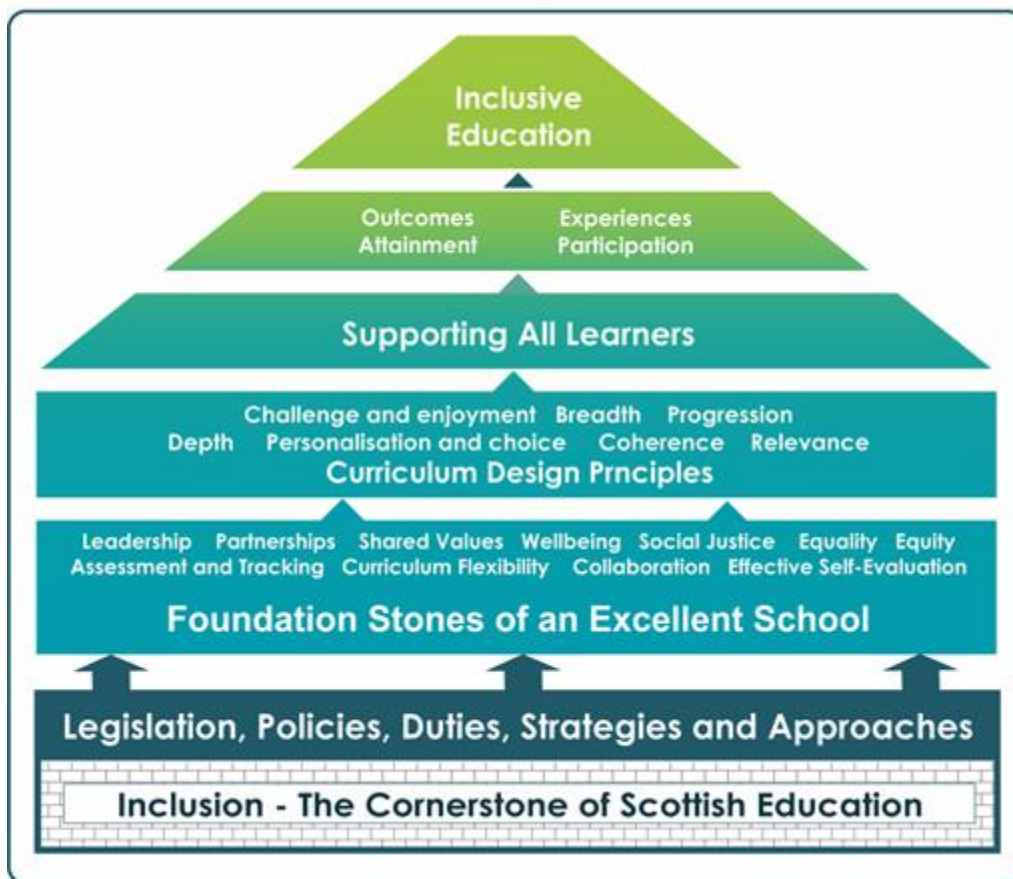 Inclusive
Education
Outcomes Experiences
Attainment Participation
Supporting All Learners
Challenge and enjoyment Breadth Progression
Depth Personalisation and choice Coherence Relevance
Curriculum Design Prnciples
Leadership Partnerships Shared Values Wellbeing Social Justice Equality Equity
Assessment and Tracking Curriculum Flexibility Collaboration Effective Self-Evaluation
Foundation Stones of an Excellent School
Legislation, Policies, Duties, Strategies and Approaches
Inclusion - The Cornerstone of Scottish Education